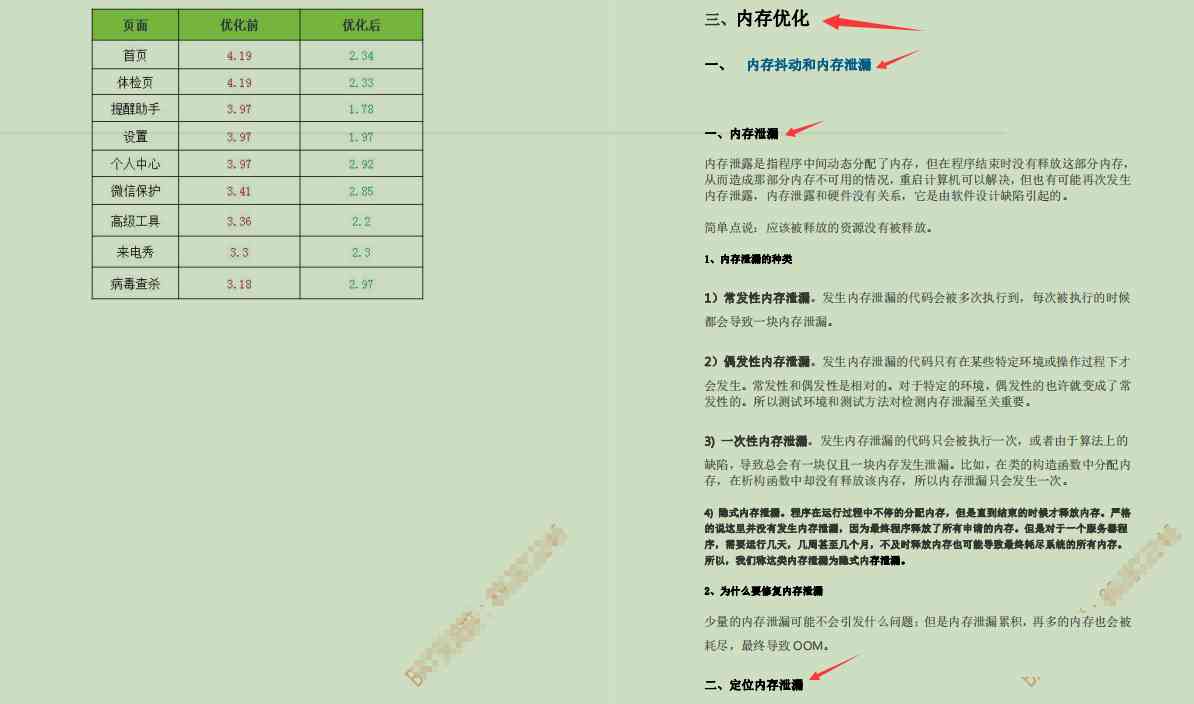 页面 优化前 优化后
首页 4.19 2.34
体检页 4.19 2.33
提醒助手 3.97 1.78
设置 3.97 1.97
个人中心 3.97 2.92
微信保护 3.41 2.85
高级工具 3.36 2.2
来电秀 3.3 2.3
病毒查杀 3.18 2.97
三、内存优化
一、 内存抖动和内存泄漏
一、内存泄漏
内存泄露是指程序中间动态分配了内存，但在程序结束时没有释放这部分内存，
从而造成那部分内存不可用的情况，重启计算机可以解决，但也有可能再次发生
内存泄露，内存泄露和硬件没有关系，它是由软件设计缺陷引起的。
简单点说：应该被释放的资源没有被释放。
1、内存泄漏的种类
1）常发性内存泄漏。发生内存泄漏的代码会被多次执行到，每次被执行的时候
都会导致一块内存泄漏。
2）偶发性内存泄漏。发生内存泄漏的代码只有在某些特定环境或操作过程下才
会发生。常发性和偶发性是相对的。对于特定的环境，偶发性的也许就变成了常
发性的。所以测试环境和测试方法对检测内存泄漏至关重要。
3) 一次性内存泄漏。发生内存泄漏的代码只会被执行一次，或者由于算法上的
缺陷，导致总会有一块仅且一块内存发生泄漏。比如，在类的构造函数中分配内
存，在析构函数中却没有释放该内存，所以内存泄漏只会发生一次。
4) 隐式内存泄漏。程序在运行过程中不停的分配内存，但是直到结束的时候才释放内存。严格
的说这里并没有发生内存泄漏，因为最终程序释放了所有申请的内存。但是对于一个服务器程
序，需要运行几天，几周甚至几个月，不及时释放内存也可能导致最终耗尽系统的所有内存。
所以，我们称这类内存泄漏为隐式内存泄漏。
2、为什么要修复内存泄漏
少量的内存泄漏可能不会引发什么问题；但是内存泄漏累积，再多的内存也会被
耗尽，最终导致 OOM。
二、定位内存泄漏